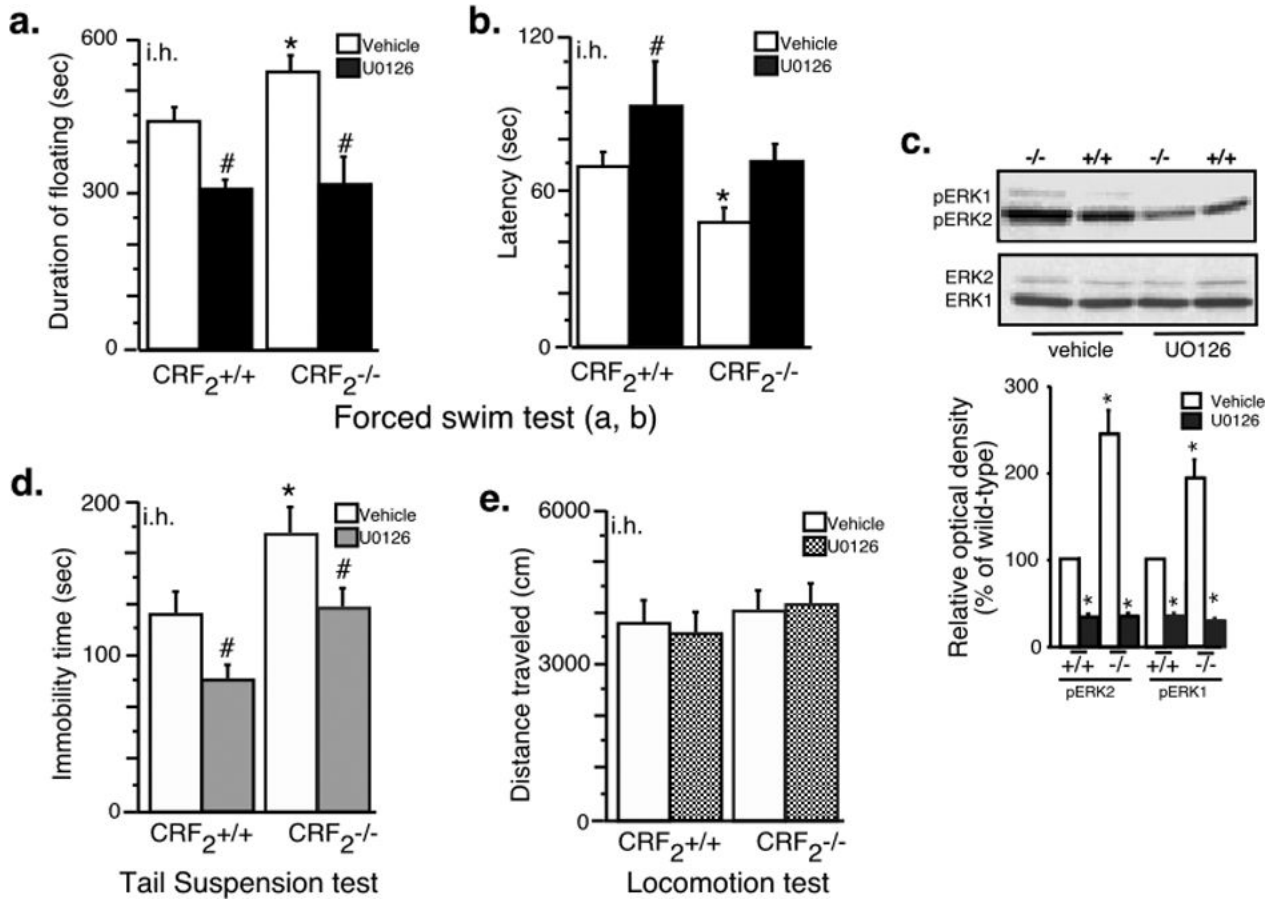 a.
600
300
0
Duration of floating (sec)
i.h.
*
#
#
Vehicle
U0126
CRF2+/+ CRF2-/-
b.
120
60
0
Latency (sec)
i.h.
#
*
Vehicle
U0126
CRF2+/+ CRF2-/-
Forced swim test (a, b)
c.
-/- +/+ -/- +/+
pERK1
pERK2
ERK2
ERK1
vehicle UO126
300
200
100
0
Relative optical density
(% of wild-type)
Vehicle
U0126
* * * * * *
+/+ -/- +/+ -/-
pERK2 pERK1
d.
200
100
0
Immobility time (sec)
i.h.
*
#
#
Vehicle
U0126
CRF2+/+ CRF2-/-
Tail Suspension test
e.
6000
3000
0
Distance traveled (cm)
i.h.
Vehicle
U0126
CRF2+/+ CRF2-/-
Locomotion test